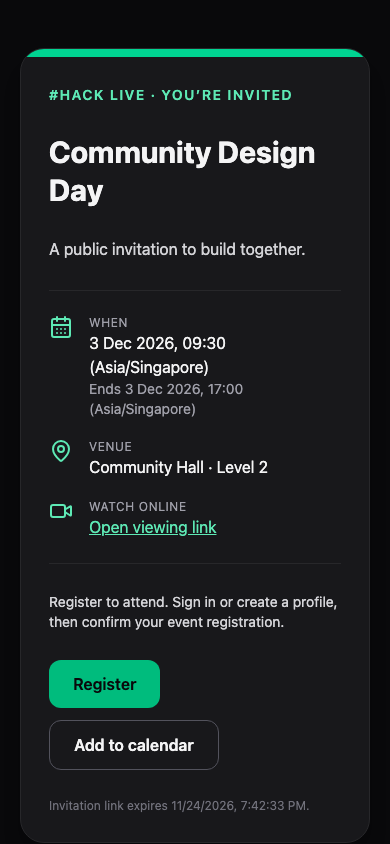 #HACK LIVE · YOU’RE INVITED
Community Design
Day
A public invitation to build together.
WHEN
3 Dec 2026, 09:30
(Asia/Singapore)
Ends 3 Dec 2026, 17:00
(Asia/Singapore)
VENUE
Community Hall · Level 2
WATCH ONLINE
Open viewing link
Register to attend. Sign in or create a profile,
then confirm your event registration.
Register
Add to calendar
Invitation link expires 11/24/2026, 7:42:33 PM.